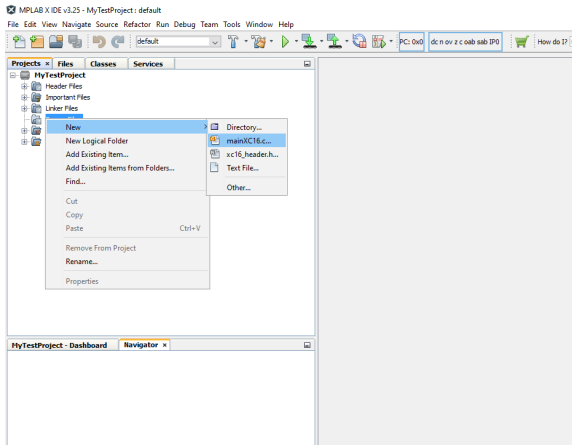 MPLAB X IDE v3.25 - MyTestProject : default
File Edit View Navigate Source Refactor Run Debug Team Tools Window Help
default
PC: 0x0
dc n ov z c oab sab IP0
How do I?
Projects × Files Classes Services
MyTestProject
Header Files
Important Files
Linker Files
New
New Logical Folder
Add Existing Item...
Add Existing Items from Folders...
Find...
Cut
Copy
Paste Ctrl+V
Remove From Project
Rename...
Properties
Directory...
mainXC16.c...
xc16_header.h...
Text File...
Other...
MyTestProject - Dashboard Navigator ×